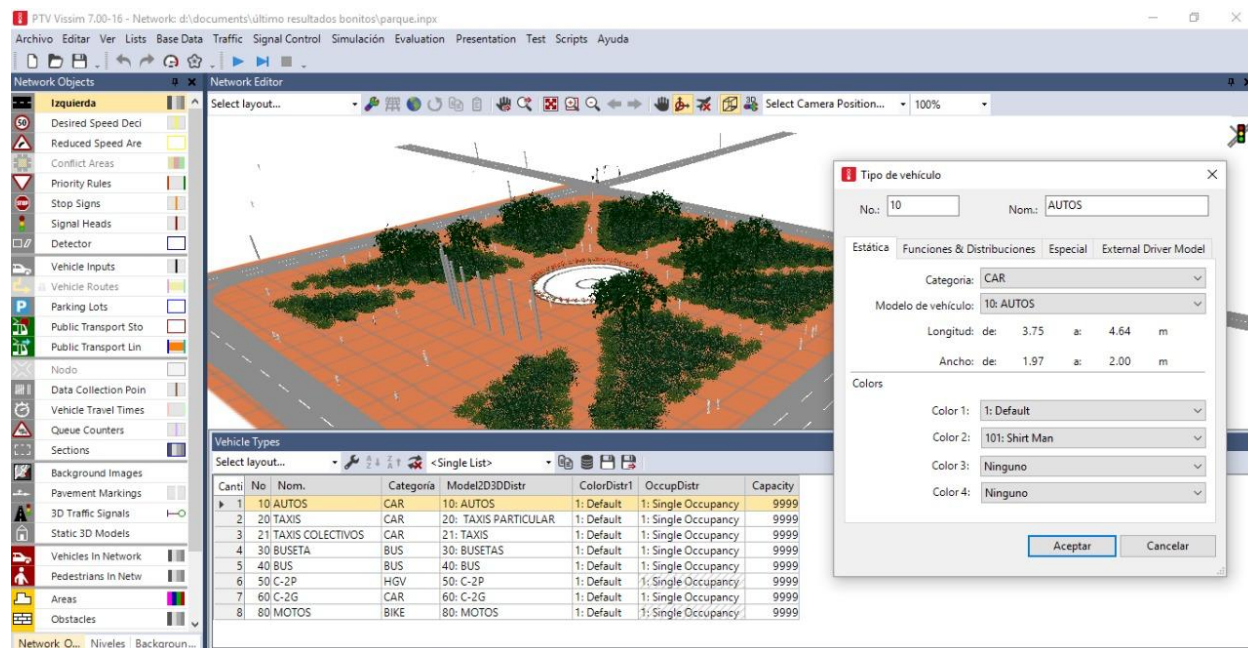 PTV Vissim 7.00-16 - Network: d:\documents\último resultados bonitos\parque.inpx
Archivo Editar Ver Lists Base Data Traffic Signal Control Simulación Evaluation Presentation Test Scripts Ayuda
Network Objects
Izquierda
Desired Speed Deci
Reduced Speed Are
Conflict Areas
Priority Rules
Stop Signs
Signal Heads
Detector
Vehicle Inputs
Vehicle Routes
Parking Lots
Public Transport Sto
Public Transport Lin
Nodo
Data Collection Poin
Vehicle Travel Times
Queue Counters
Sections
Background Images
Pavement Markings
3D Traffic Signals
Static 3D Models
Vehicles In Network
Pedestrians In Netw
Areas
Obstacles
Network O... Niveles Backgroun...
Network Editor
Select layout... Select Camera Position... 100%
Tipo de vehículo
No.: 10 Nom.: AUTOS
Estática Funciones & Distribuciones Especial External Driver Model
Categoria: CAR
Modelo de vehículo: 10: AUTOS
Longitud: de: 3.75 a: 4.64 m
Ancho: de: 1.97 a: 2.00 m
Colors
Color 1: 1: Default
Color 2: 101: Shirt Man
Color 3: Ninguno
Color 4: Ninguno
Aceptar Cancelar
Vehicle Types
Select layout... <Single List>
Canti No Nom. Categoría Model2D3DDistr ColorDistr1 OccupDistr Capacity
1 10 AUTOS CAR 10: AUTOS 1: Default 1: Single Occupancy 9999
2 20 TAXIS CAR 20: TAXIS PARTICULAR 1: Default 1: Single Occupancy 9999
3 21 TAXIS COLECTIVOS CAR 21: TAXIS 1: Default 1: Single Occupancy 9999
4 30 BUSETA BUS 30: BUSETAS 1: Default 1: Single Occupancy 9999
5 40 BUS BUS 40: BUS 1: Default 1: Single Occupancy 9999
6 50 C-2P HGV 50: C-2P 1: Default 1: Single Occupancy 9999
7 60 C-2G CAR 60: C-2G 1: Default 1: Single Occupancy 9999
8 80 MOTOS BIKE 80: MOTOS 1: Default 1: Single Occupancy 9999